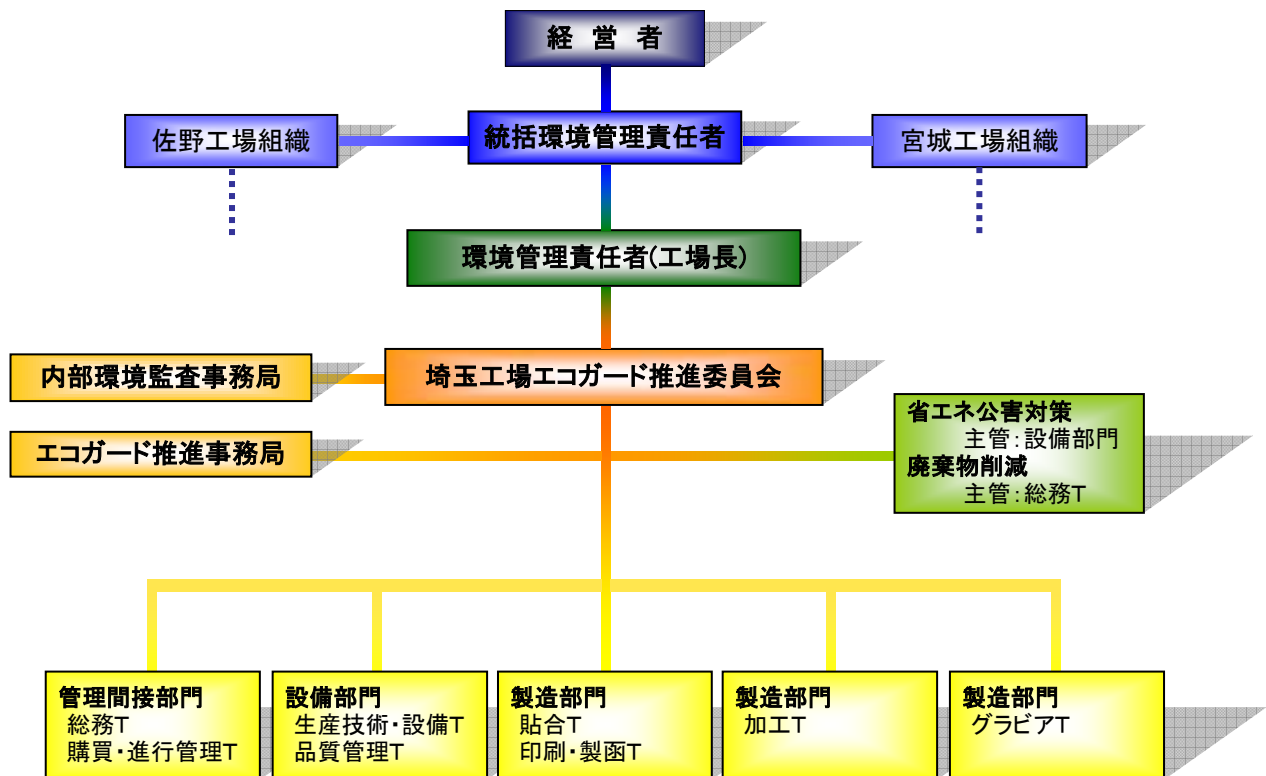 経 営 者
佐野工場組織
統括環境管理責任者
宮城工場組織
環境管理責任者(工場長)
内部環境監査事務局
埼玉工場エコガード推進委員会
エコガード推進事務局
省エネ公害対策
主管：設備部門
廃棄物削減
主管：総務T
管理間接部門
総務T
購買・進行管理T
設備部門
生産技術・設備T
品質管理T
製造部門
貼合T
印刷・製函T
製造部門
加工T
製造部門
グラビアT